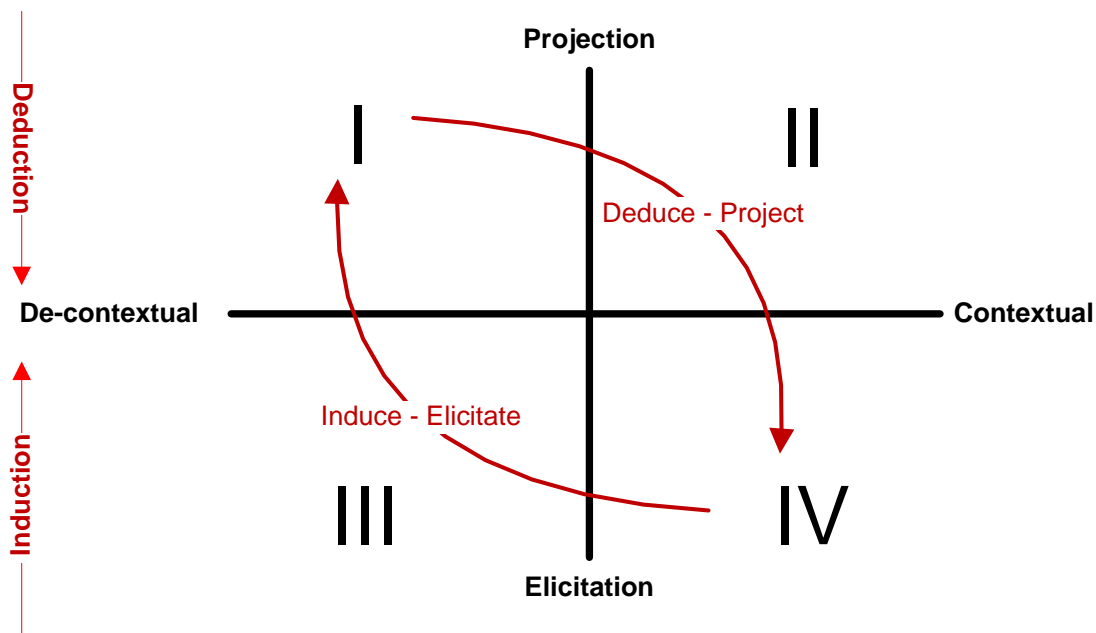 Projection
Deduction
I
II
Deduce - Project
De-contextual
Contextual
Induce - Elicitate
Induction
III
IV
Elicitation